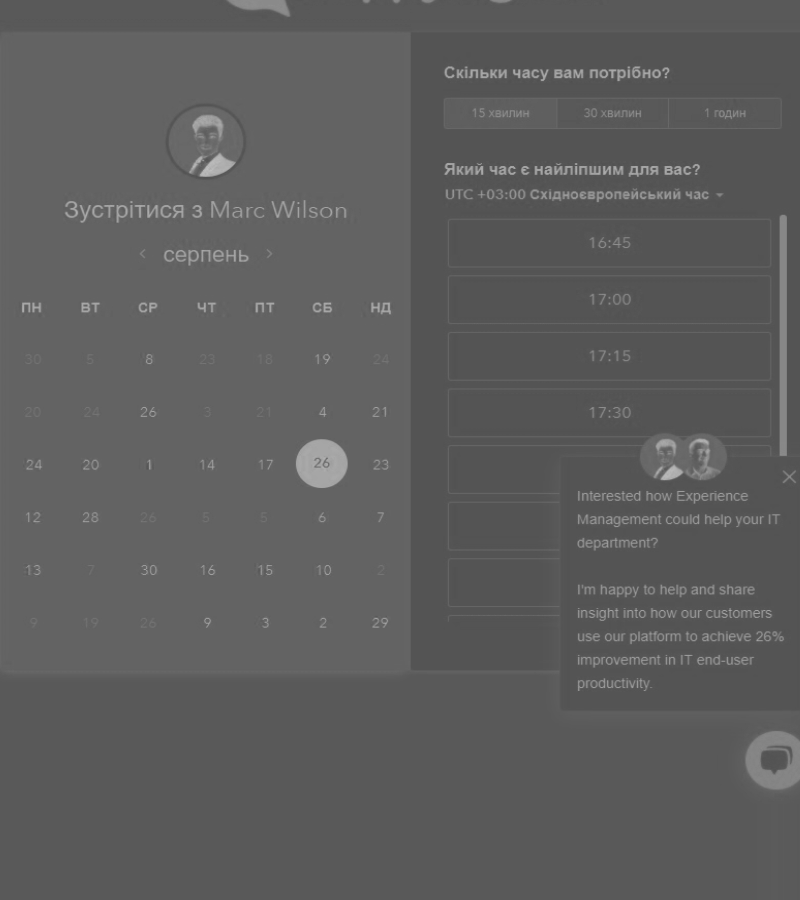 Зустрітися з Marc Wilson
серпень
ПН ВТ СР ЧТ ПТ СБ НД
30 5 8 23 18 19 24
20 24 26 3 21 4 21
24 20 1 14 17 26 23
12 28 26 5 5 6 7
13 7 30 16 15 10 2
9 19 26 9 3 2 29
Скільки часу вам потрібно?
15 хвилин 30 хвилин 1 годин
Який час є найліпшим для вас?
UTC +03:00 Східноєвропейський час
16:45
17:00
17:15
17:30
Interested how Experience
Management could help your IT
department?
I'm happy to help and share
insight into how our customers
use our platform to achieve 26%
improvement in IT end-user
productivity.